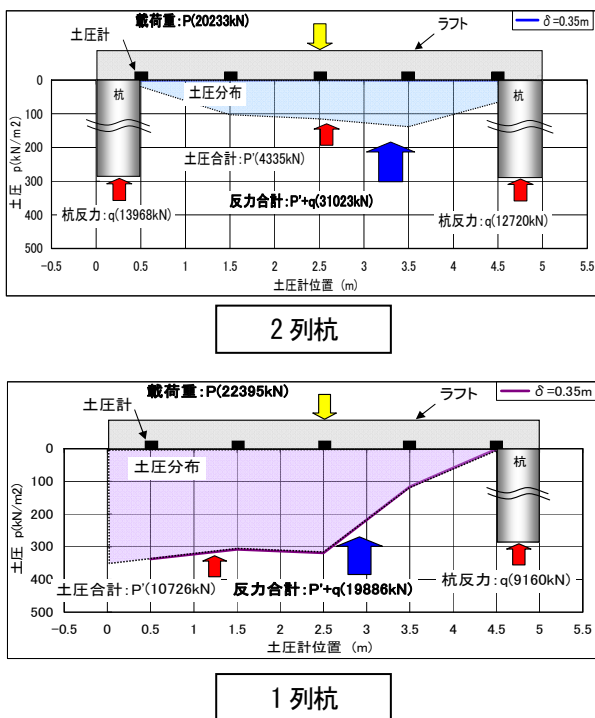 載荷重:P(20233kN)
土圧計
ラフト
δ=0.35m
0
100
200
300
400
500
土圧 p(kN/m2)
杭
土圧分布
杭
土圧合計:P'(4335kN)
反力合計:P'+q(31023kN)
杭反力:q(13968kN)
杭反力:q(12720kN)
-0.5 0 0.5 1 1.5 2 2.5 3 3.5 4 4.5 5 5.5
土圧計位置 (m)
2列杭
載荷重:P(22395kN)
土圧計
ラフト
δ=0.35m
0
100
200
300
400
500
土圧 p(kN/m2)
土圧分布
杭
土圧合計:P'(10726kN)
反力合計:P'+q(19886kN)
杭反力:q(9160kN)
-0.5 0 0.5 1 1.5 2 2.5 3 3.5 4 4.5 5 5.5
土圧計位置 (m)
1列杭